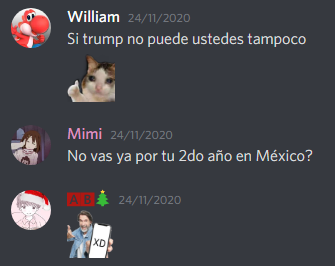 William 24/11/2020
Si trump no puede ustedes tampoco
Mimi 24/11/2020
No vas ya por tu 2do año en México?
AB 24/11/2020
XD